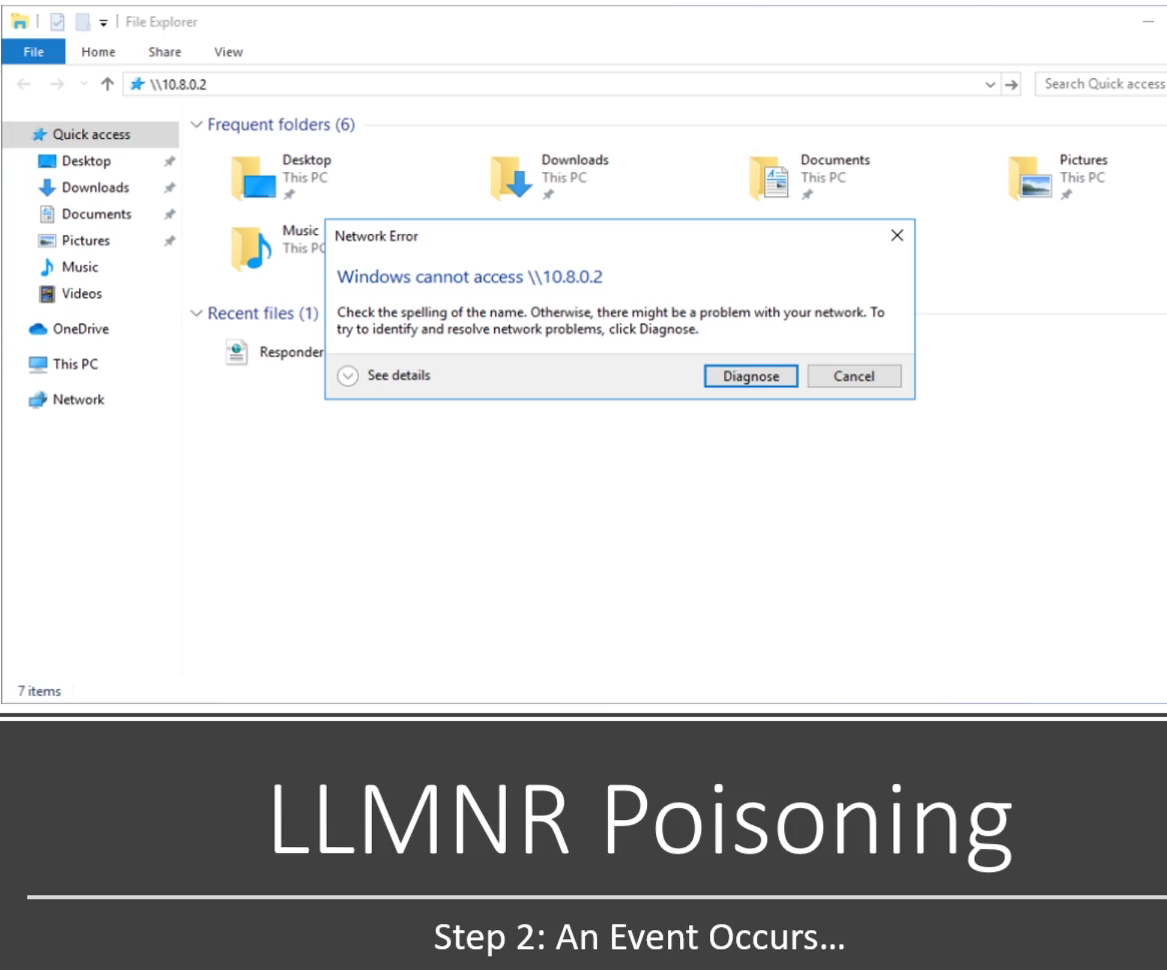 File Explorer
File Home Share View
\\10.8.0.2 Search Quick access
Quick access
Desktop
Downloads
Documents
Pictures
Music
Videos
OneDrive
This PC
Network
Frequent folders (6)
Desktop
This PC
Downloads
This PC
Documents
This PC
Pictures
This PC
Music
This PC
Recent files (1)
Responder
Network Error
Windows cannot access \\10.8.0.2
Check the spelling of the name. Otherwise, there might be a problem with your network. To
try to identify and resolve network problems, click Diagnose.
See details Diagnose Cancel
7 items
LLMNR Poisoning
Step 2: An Event Occurs...